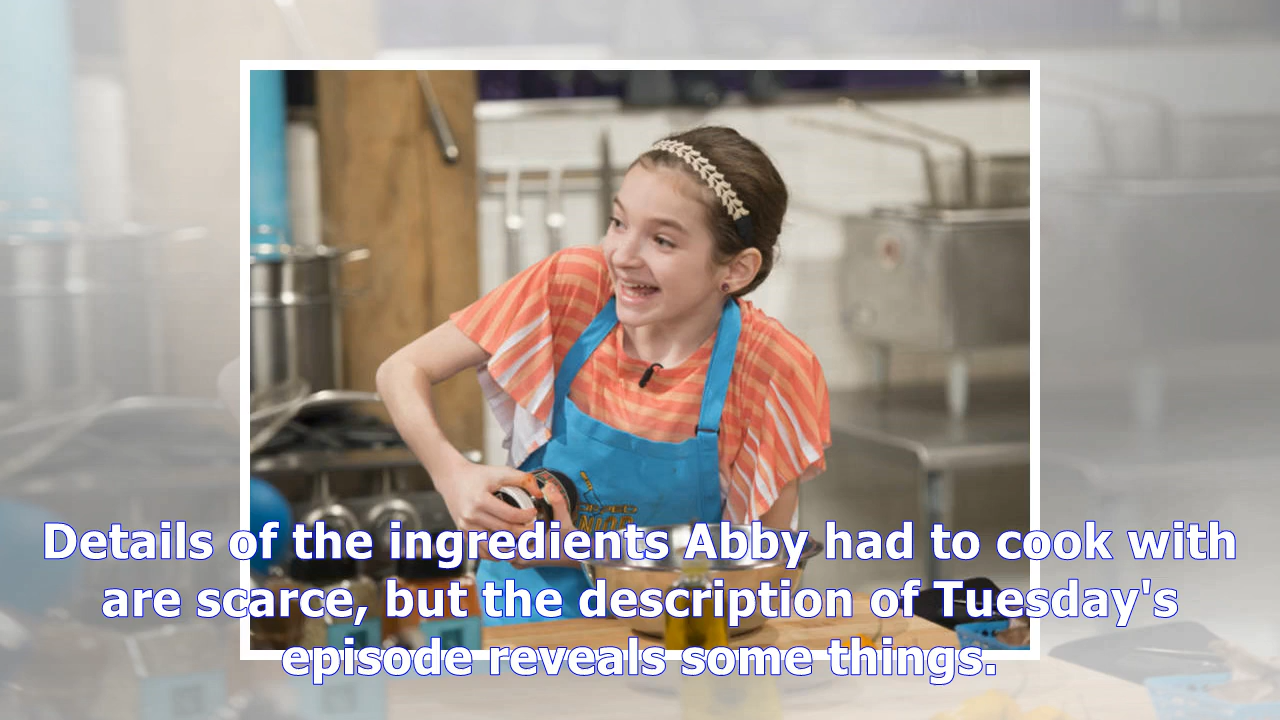 Details of the ingredients Abby had to cook with
are scarce, but the description of Tuesday's
episode reveals some things.